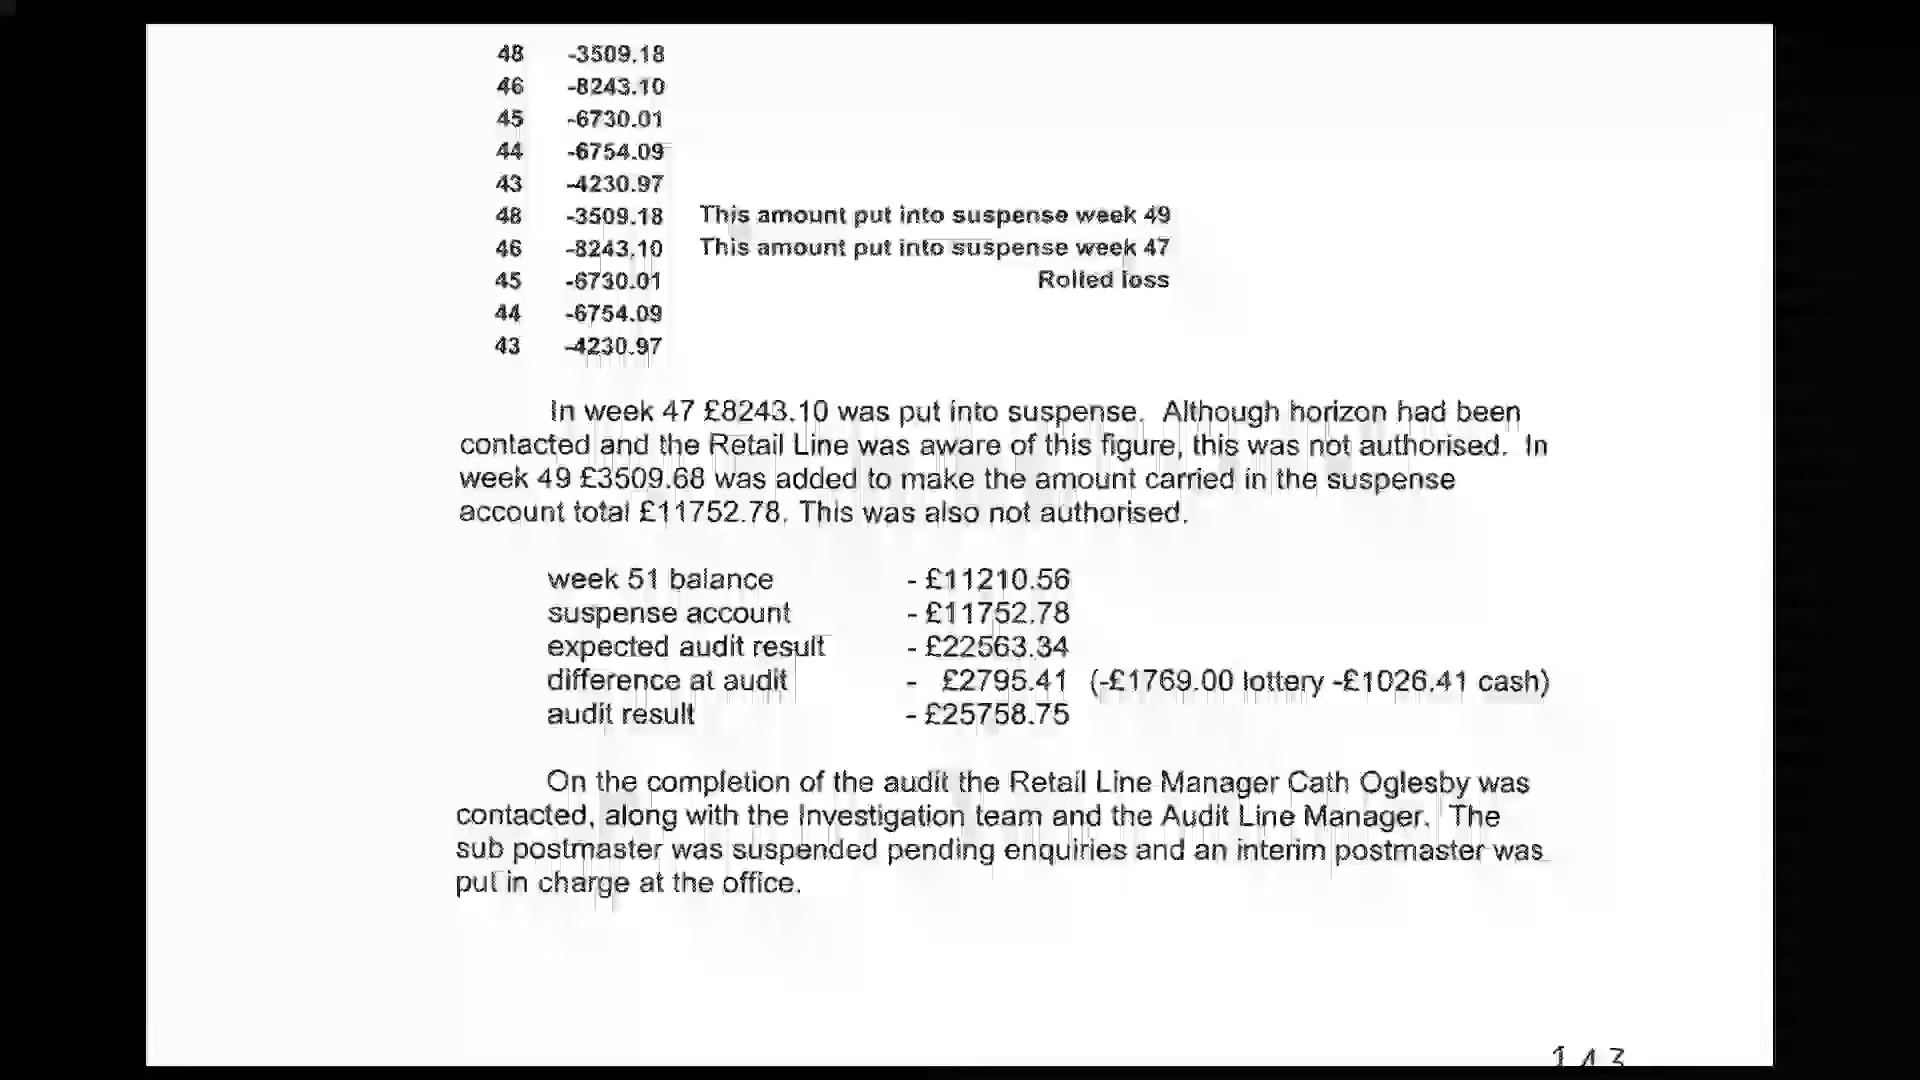 48 -3509.18
46 -8243.10
45 -6730.01
44 -6754.09
43 -4230.97
48 -3509.18 This amount put into suspense week 49
46 -8243.10 This amount put into suspense week 47
45 -6730.01 Rolled loss
44 -6754.09
43 -4230.97
In week 47 £8243.10 was put into suspense. Although horizon had been
contacted and the Retail Line was aware of this figure, this was not authorised. In
week 49 £3509.68 was added to make the amount carried in the suspense
account total £11752.78. This was also not authorised.
week 51 balance - £11210.56
suspense account - £11752.78
expected audit result - £22563.34
difference at audit - £2795.41 (-£1769.00 lottery -£1026.41 cash)
audit result - £25758.75
On the completion of the audit the Retail Line Manager Cath Oglesby was
contacted, along with the Investigation team and the Audit Line Manager. The
sub postmaster was suspended pending enquiries and an interim postmaster was
put in charge at the office.
143